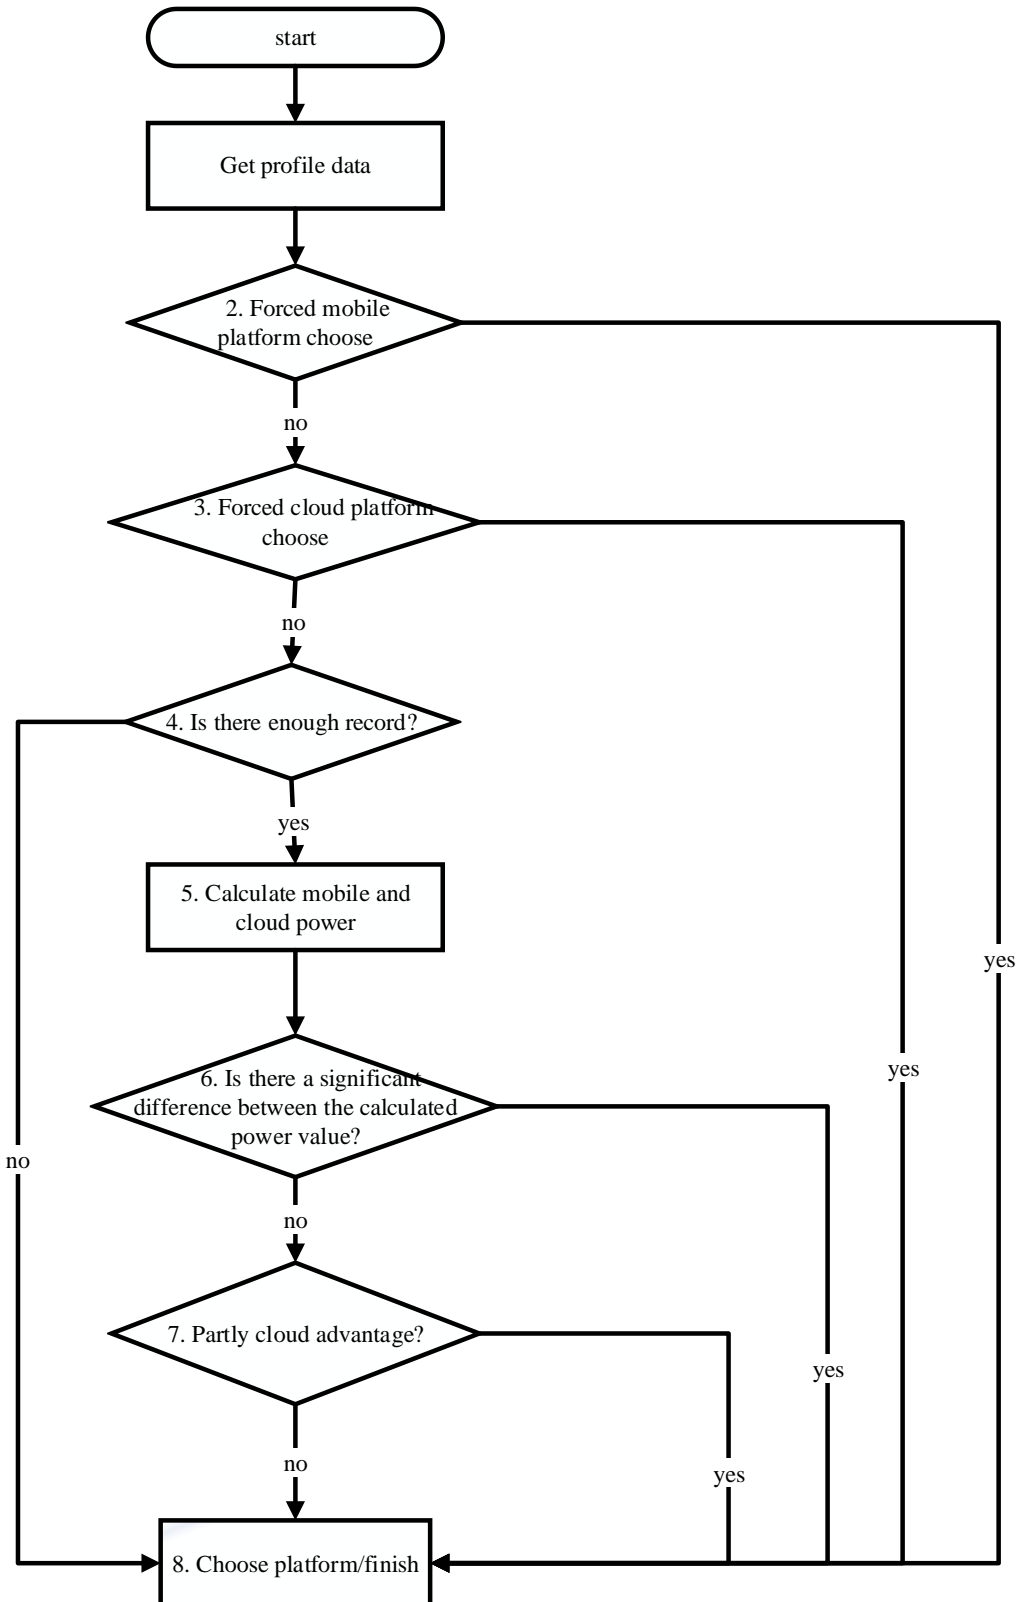 start
Get profile data
2. Forced mobile
platform choose
no
3. Forced cloud platform
choose
no
4. Is there enough record?
yes
5. Calculate mobile and
cloud power
yes
yes
6. Is there a significant
difference between the calculated
power value?
no
no
7. Partly cloud advantage?
yes
no
yes
8. Choose platform/finish